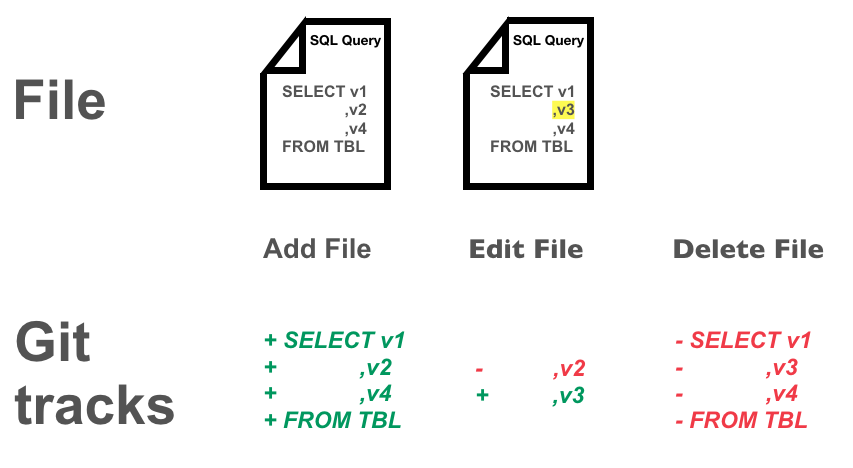 File
SQL Query
SELECT v1
,v2
,v4
FROM TBL
SQL Query
SELECT v1
,v3
,v4
FROM TBL
Add File
Edit File
Delete File
Git
tracks
+ SELECT v1
+ ,v2
+ ,v4
+ FROM TBL
- ,v2
+ ,v3
- SELECT v1
- ,v3
- ,v4
- FROM TBL